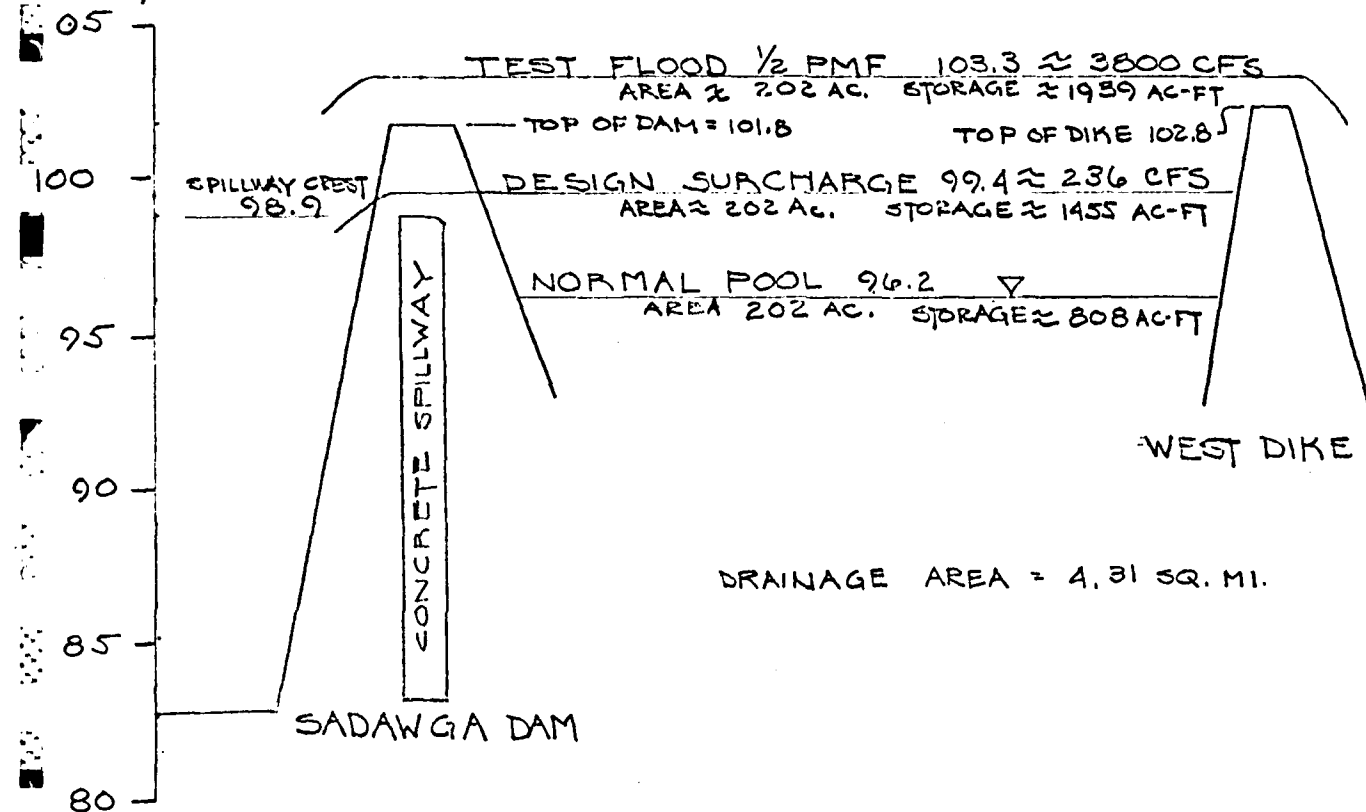 05
TEST FLOOD 1/2 PMF 103.3 ≈ 3800 CFS
AREA ≈ 202 AC. STORAGE ≈ 1939 AC-FT
TOP OF DAM = 101.8
TOP OF DIKE 102.8
100
SPILLWAY CREST
98.9
DESIGN SURCHARGE 99.4 ≈ 236 CFS
AREA ≈ 202 AC. STORAGE ≈ 1455 AC-FT
NORMAL POOL 96.2
AREA 202 AC. STORAGE ≈ 808 AC-FT
95
CONCRETE SPILLWAY
WEST DIKE
90
DRAINAGE AREA = 4.31 SQ. MI.
85
SADAWGA DAM
80